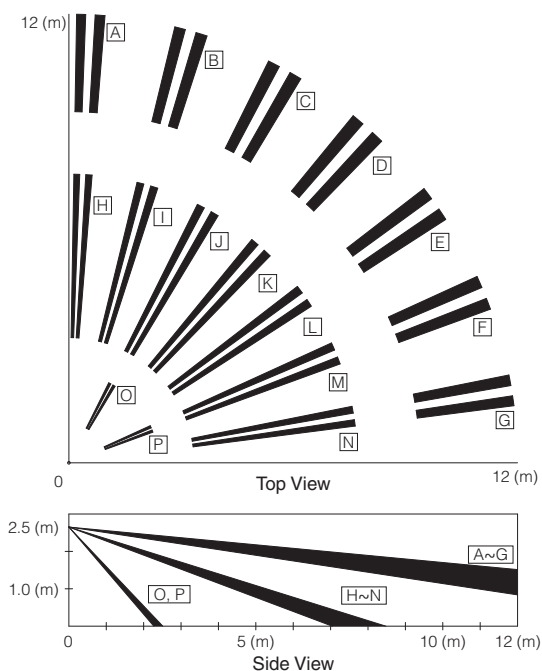 12 (m)
A
B
C
D
E
F
G
H
I
J
K
L
M
N
O
P
0
12 (m)
Top View
2.5 (m)
1.0 (m)
A~G
O, P
H~N
0
5 (m)
10 (m)
12 (m)
Side View